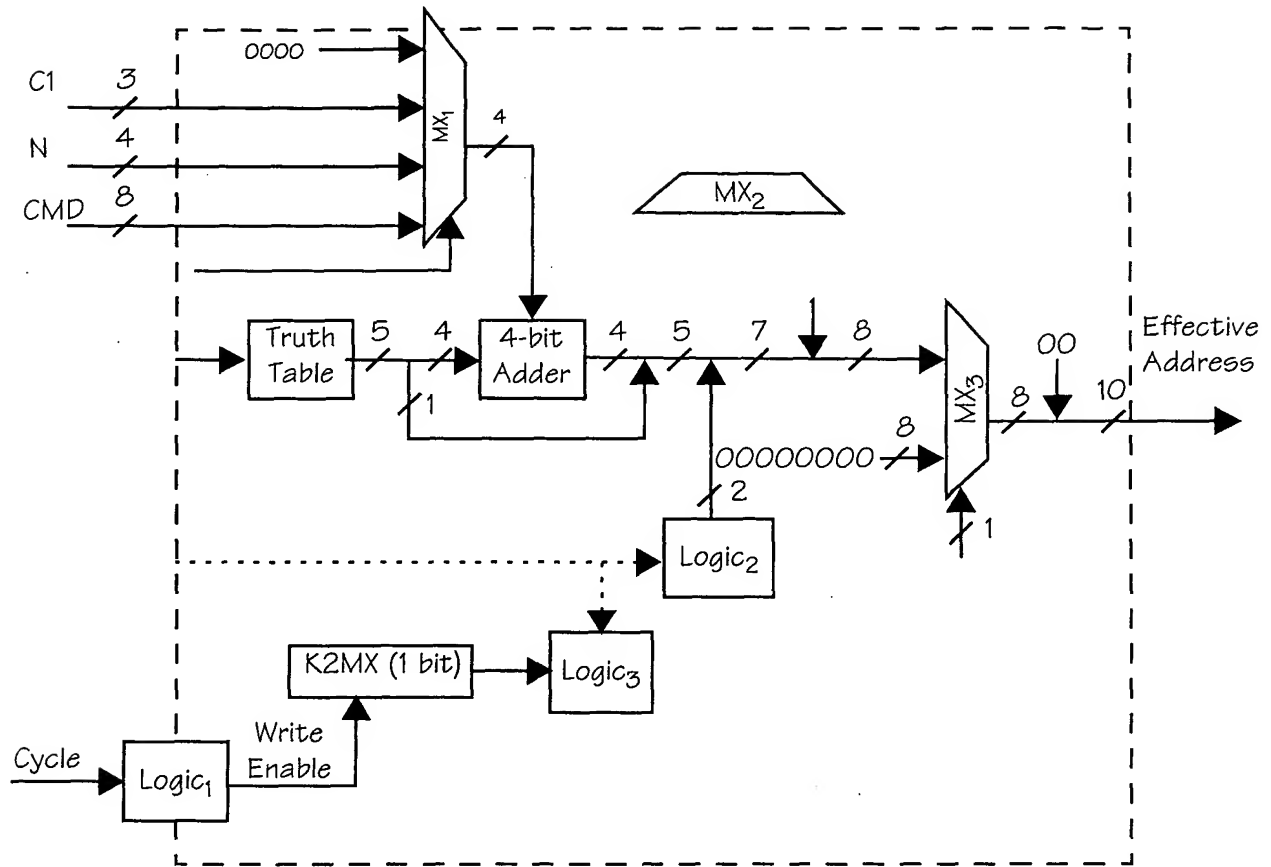 0000
C1
3
N
4
CMD
8
MX1
4
MX2
Truth
Table
5
4
1
4-bit
Adder
4
5
7
8
MX3
00
8
10
Effective
Address
00000000
8
1
2
Logic2
K2MX (1 bit)
Logic3
Cycle
Logic1
Write
Enable